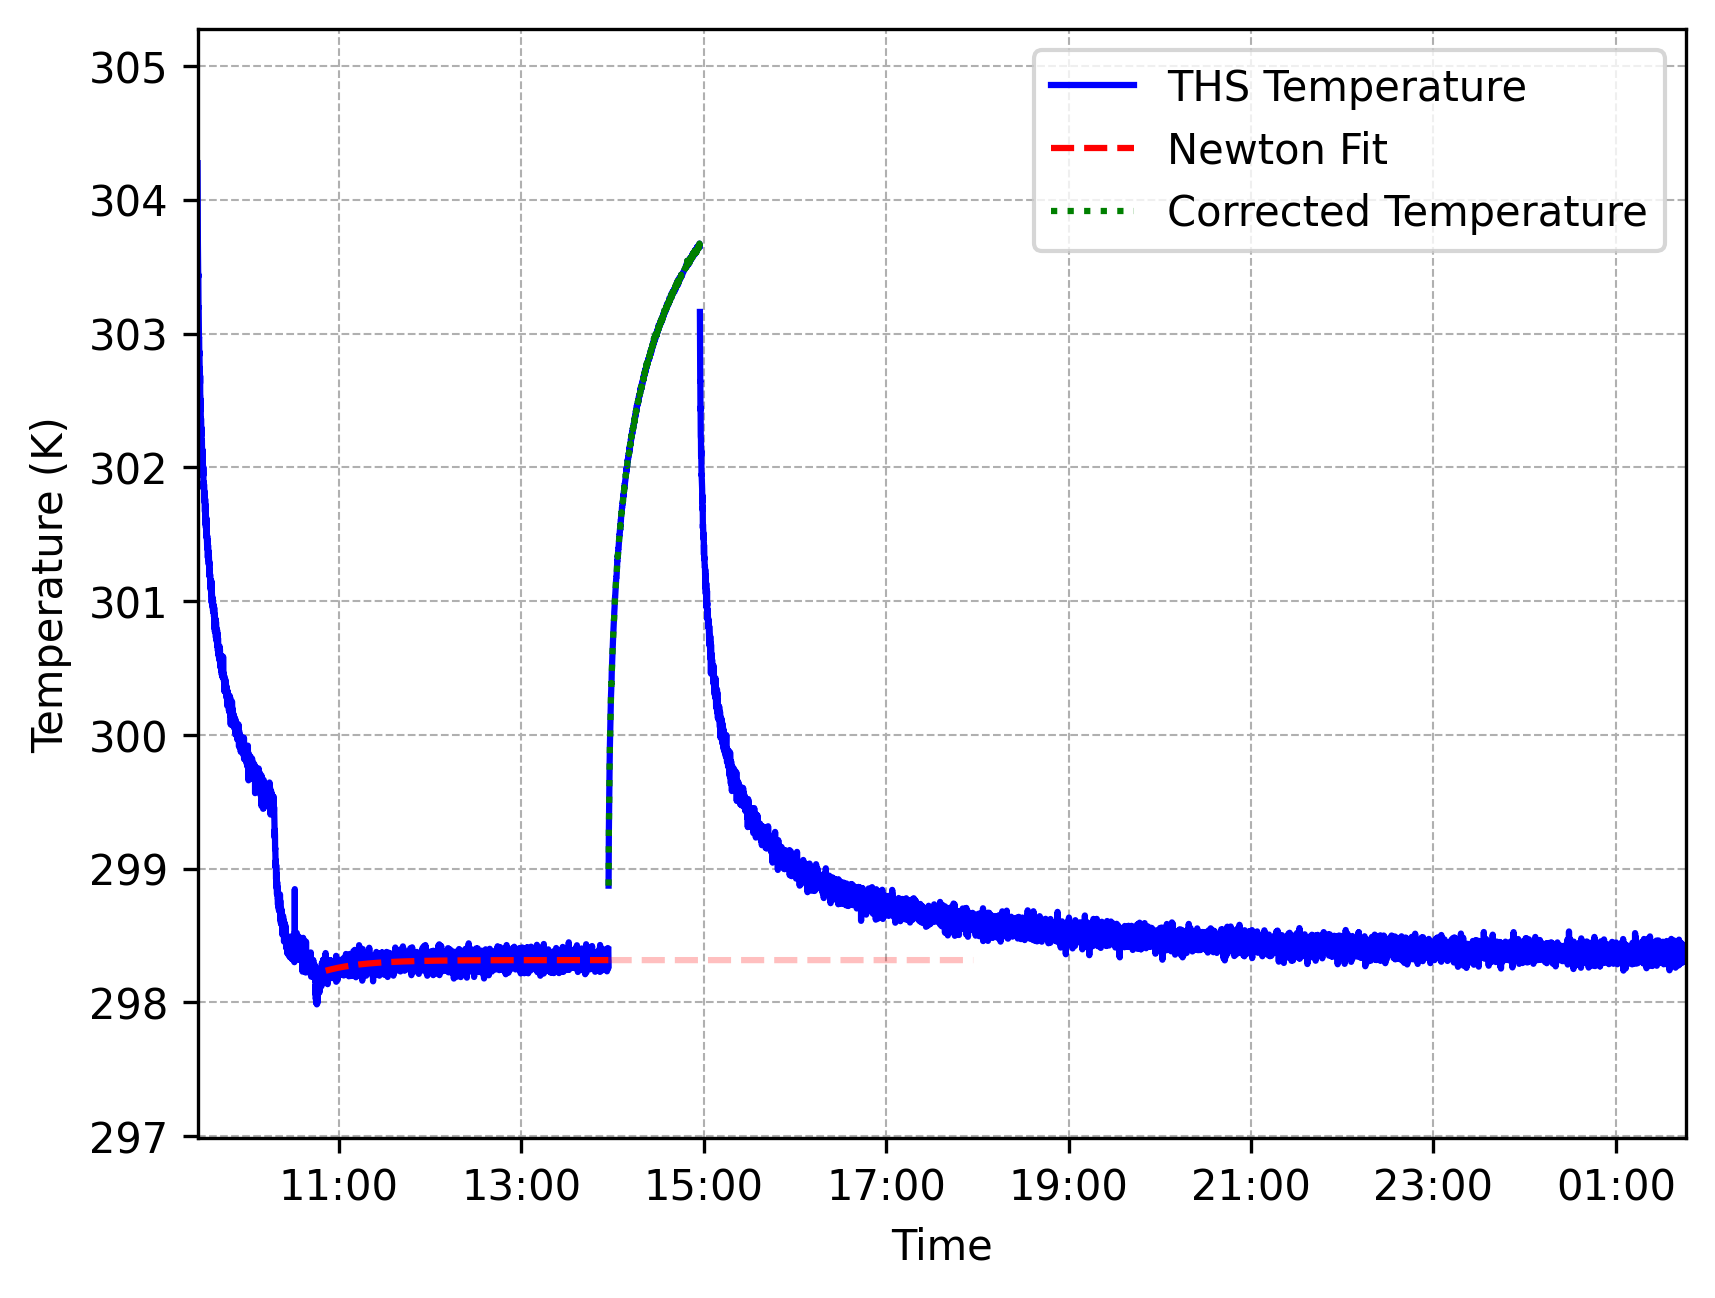 305
304
303
302
301
300
299
298
297
Temperature (K)
THS Temperature
Newton Fit
Corrected Temperature
11:00 13:00 15:00 17:00 19:00 21:00 23:00 01:00
Time